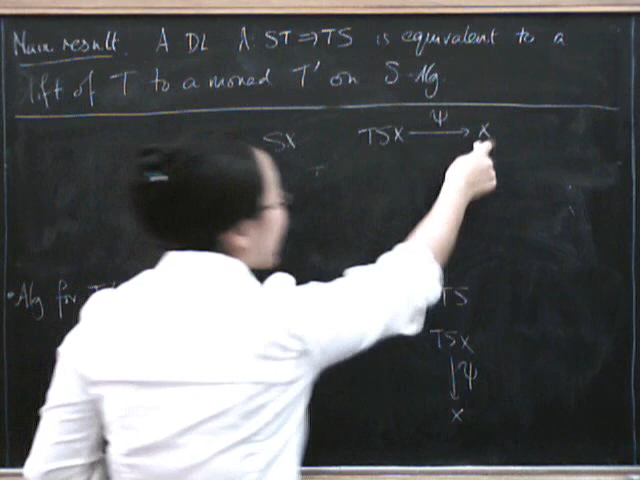 Main result. A DL λ: ST ⇒ TS is equivalent to a
lift of T to a monad T' on S-Alg.
SX TSX Ψ→ X
• Alg for TS
TSX
↓Ψ
X